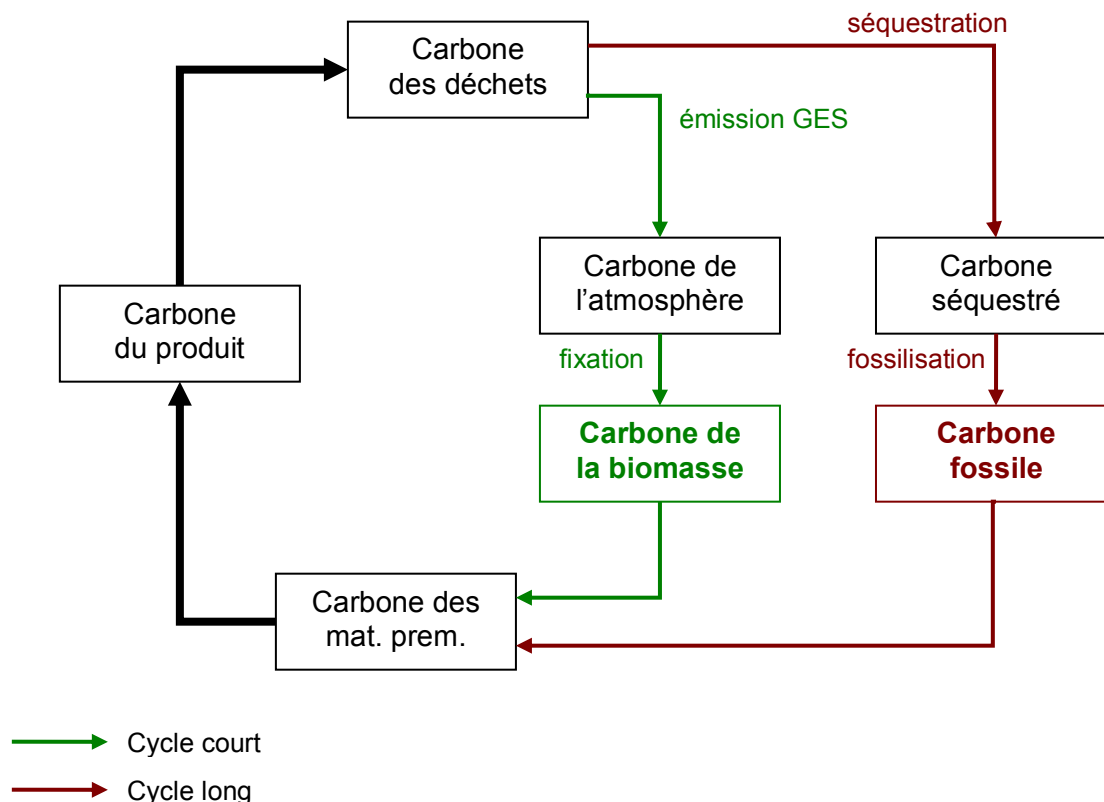 séquestration
Carbone
des déchets
émission GES
Carbone de
l’atmosphère
Carbone
séquestré
Carbone
du produit
fixation
fossilisation
Carbone de
la biomasse
Carbone
fossile
Carbone des
mat. prem.
Cycle court
Cycle long